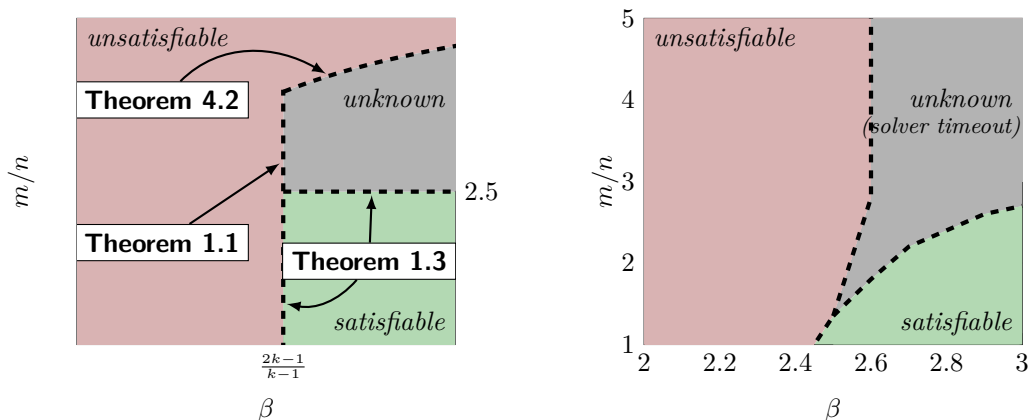 unsatisfiable
Theorem 4.2
unknown
m/n
2.5
Theorem 1.1
Theorem 1.3
satisfiable
2k−1
k−1
β
5
unsatisfiable
4
unknown
(solver timeout)
m/n
3
2
satisfiable
1
2 2.2 2.4 2.6 2.8 3
β